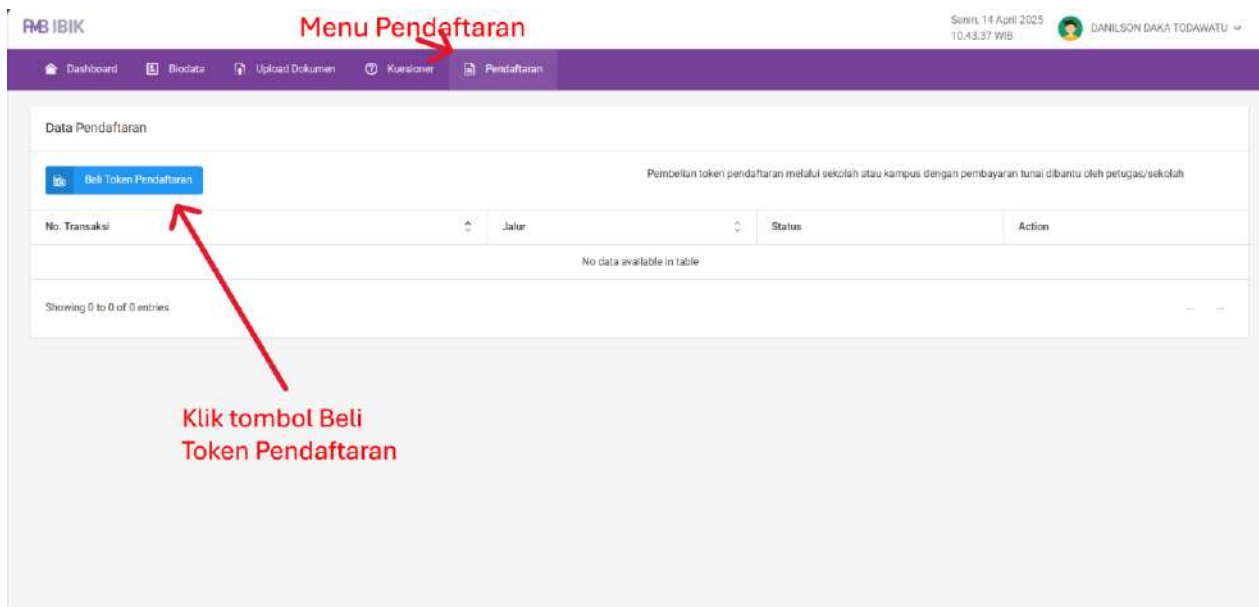 PMB IBIK
Menu Pendaftaran
Senin, 14 April 2025
10.43.37 WIB
DANILSON DAKA TODAWATU
Dashboard Biodata Upload Dokumen Kuesioner Pendaftaran
Data Pendaftaran
Beli Token Pendaftaran
Pembelian token pendaftaran melalui sekolah atau kampus dengan pembayaran tunai dibantu oleh petugas/sekolah
No. Transaksi Jalur Status Action
No data available in table
Showing 0 to 0 of 0 entries
Klik tombol Beli
Token Pendaftaran